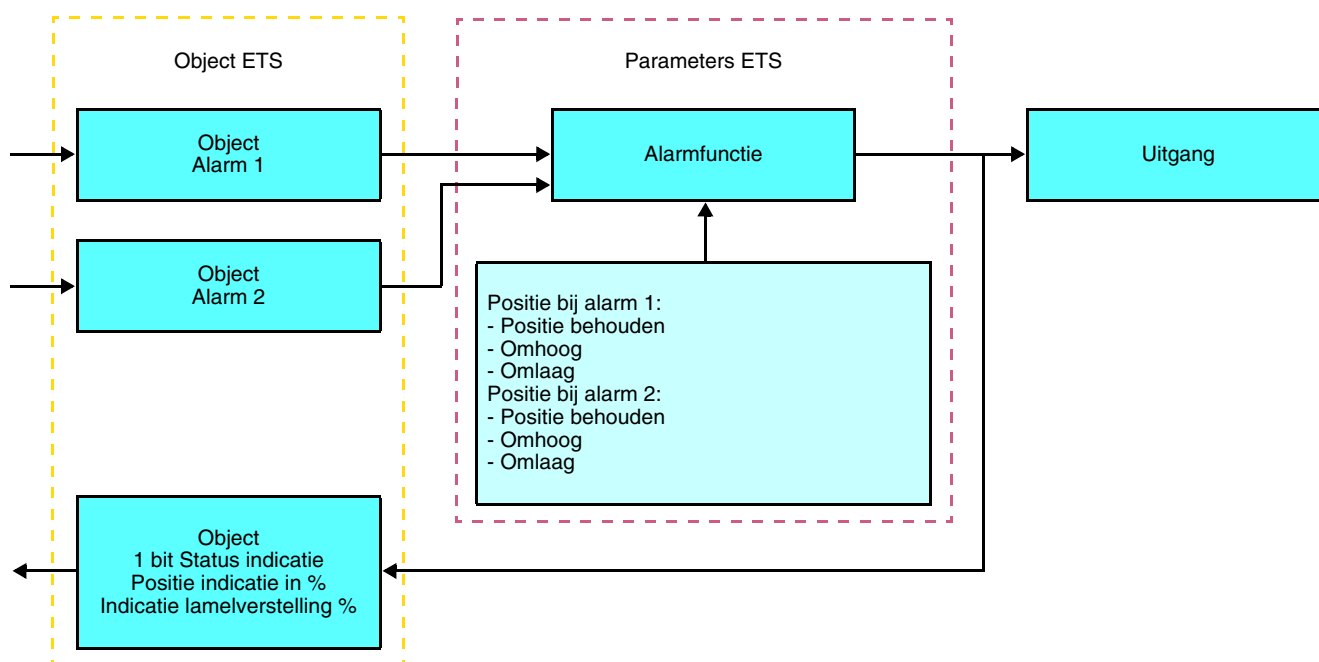 Object ETS
Parameters ETS
Object
Alarm 1
Alarmfunctie
Uitgang
Object
Alarm 2
Positie bij alarm 1:
- Positie behouden
- Omhoog
- Omlaag
Positie bij alarm 2:
- Positie behouden
- Omhoog
- Omlaag
Object
1 bit Status indicatie
Positie indicatie in %
Indicatie lamelverstelling %